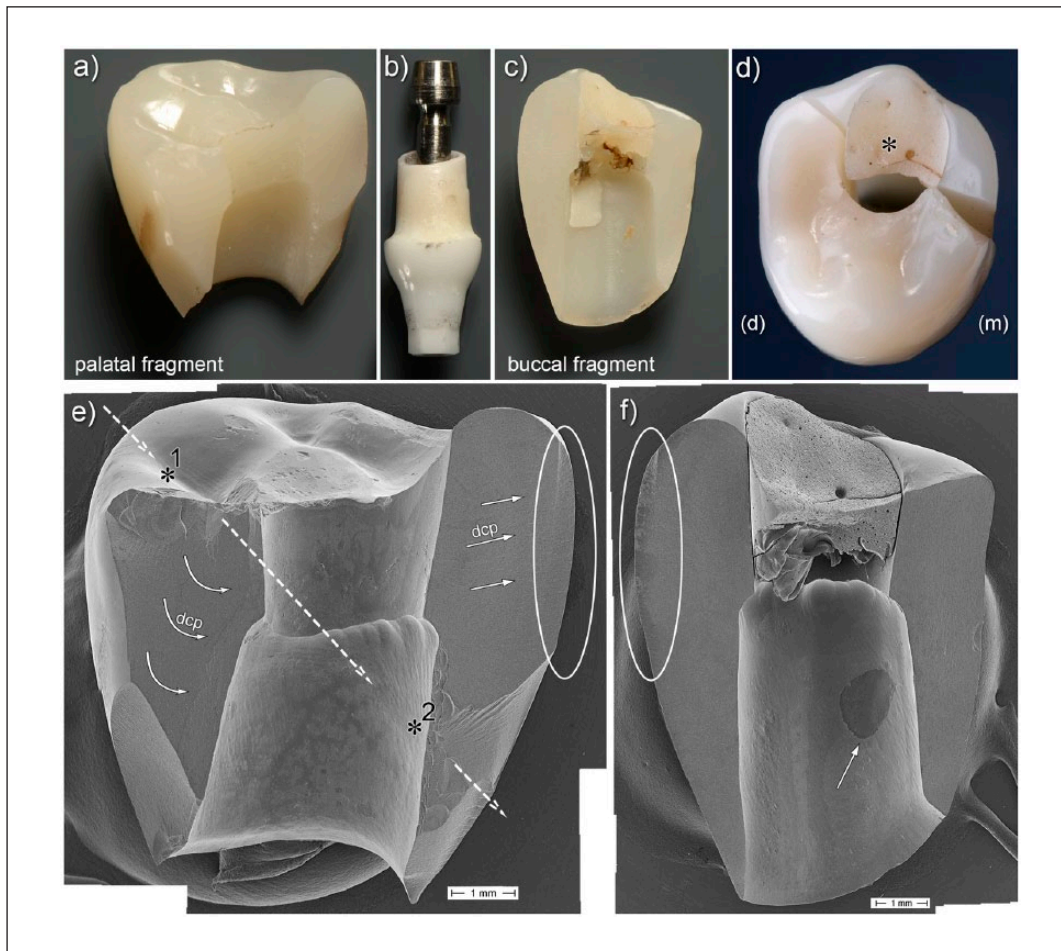 a)
b)
c)
d)
*
(d)
(m)
palatal fragment
buccal fragment
e)
f)
*1
dcp
dcp
*2
1 mm
1 mm